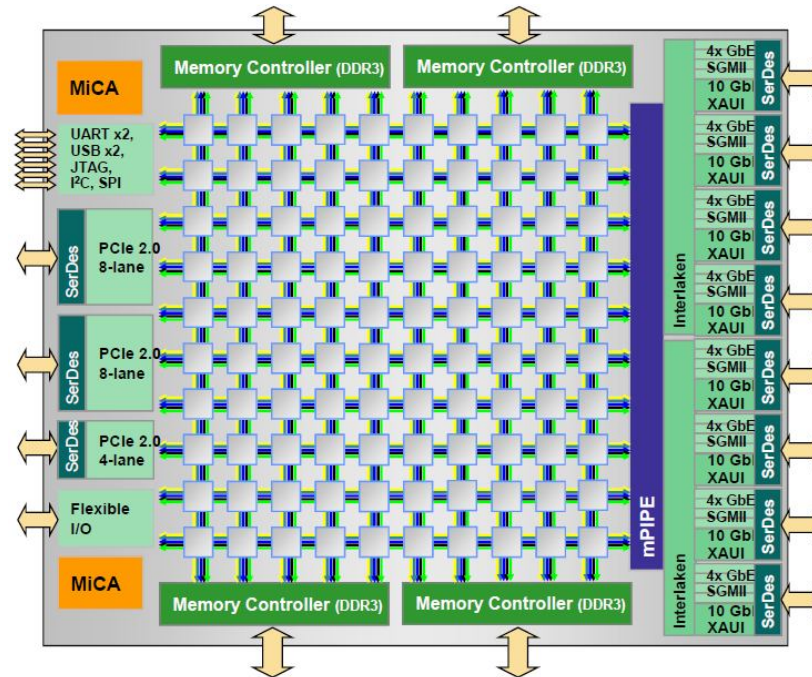 Memory Controller (DDR3)
Memory Controller (DDR3)
MiCA
UART x2,
USB x2,
JTAG,
I²C, SPI
SerDes
PCIe 2.0
8-lane
SerDes
PCIe 2.0
8-lane
SerDes
PCIe 2.0
4-lane
Flexible
I/O
MiCA
Memory Controller (DDR3)
Memory Controller (DDR3)
mPIPE
Interlaken
Interlaken
4x GbE
SGMII
10 Gb
XAUI
SerDes
4x GbE
SGMII
10 Gb
XAUI
SerDes
4x GbE
SGMII
10 Gb
XAUI
SerDes
4x GbE
SGMII
10 Gb
XAUI
SerDes
4x GbE
SGMII
10 Gb
XAUI
SerDes
4x GbE
SGMII
10 Gb
XAUI
SerDes
4x GbE
SGMII
10 Gb
XAUI
SerDes
4x GbE
SGMII
10 Gb
XAUI
SerDes